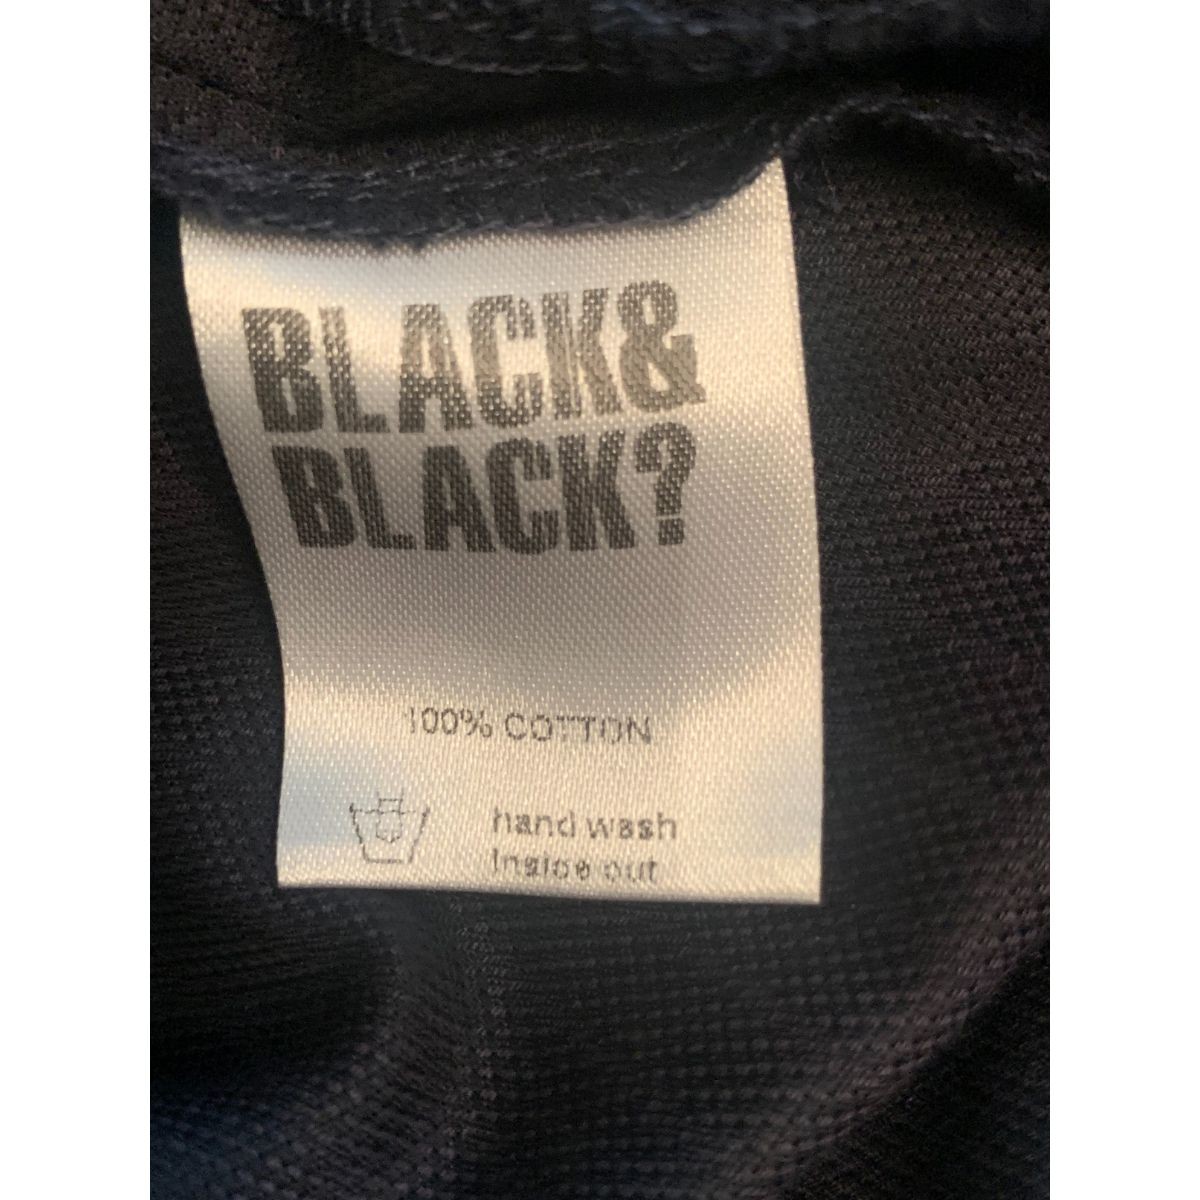 BLACK&
BLACK?
100% COTTON
hand wash
Inside out